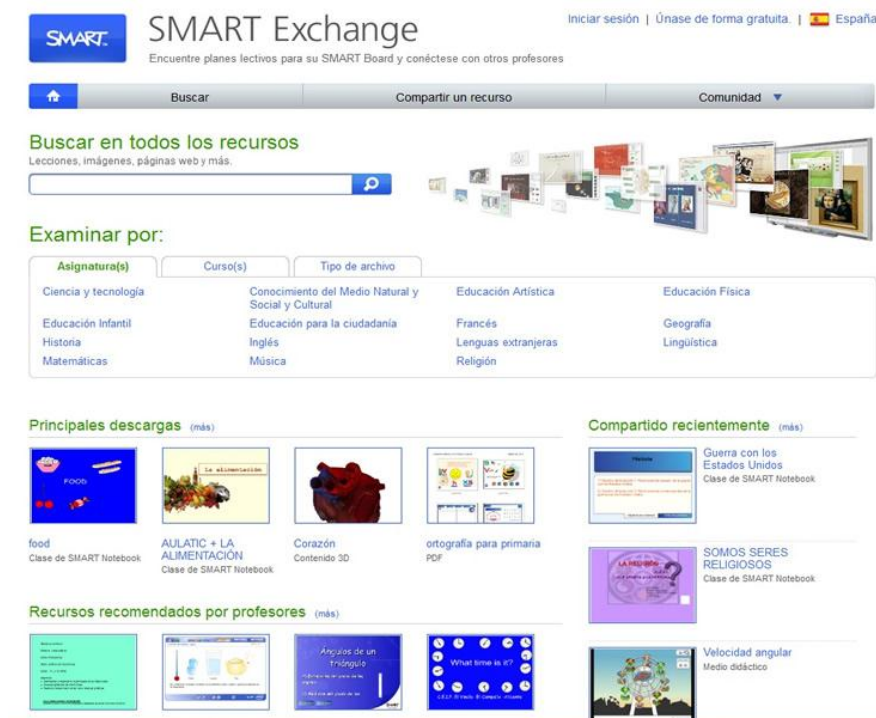 SMART
SMART Exchange
Iniciar sesión | Únase de forma gratuita. | España
Encuentre planes lectivos para su SMART Board y conéctese con otros profesores
Buscar
Compartir un recurso
Comunidad
Buscar en todos los recursos
Lecciones, imágenes, páginas web y más.
Examinar por:
Asignatura(s)
Curso(s)
Tipo de archivo
Ciencia y tecnología
Conocimiento del Medio Natural y
Social y Cultural
Educación Artística
Educación Física
Educación Infantil
Educación para la ciudadanía
Francés
Geografía
Historia
Inglés
Lenguas extranjeras
Lingüística
Matemáticas
Música
Religión
Principales descargas (más)
FOOD
La alimentación
food
Clase de SMART Notebook
AULATIC + LA
ALIMENTACIÓN
Clase de SMART Notebook
Corazón
Contenido 3D
ortografía para primaria
PDF
Recursos recomendados por profesores (más)
Ángulos de un
triángulo
What time is it?
Compartido recientemente (más)
Historia
Guerra con los
Estados Unidos
Clase de SMART Notebook
LA RELIGIÓN
SOMOS SERES
RELIGIOSOS
Clase de SMART Notebook
Velocidad angular
Medio didáctico